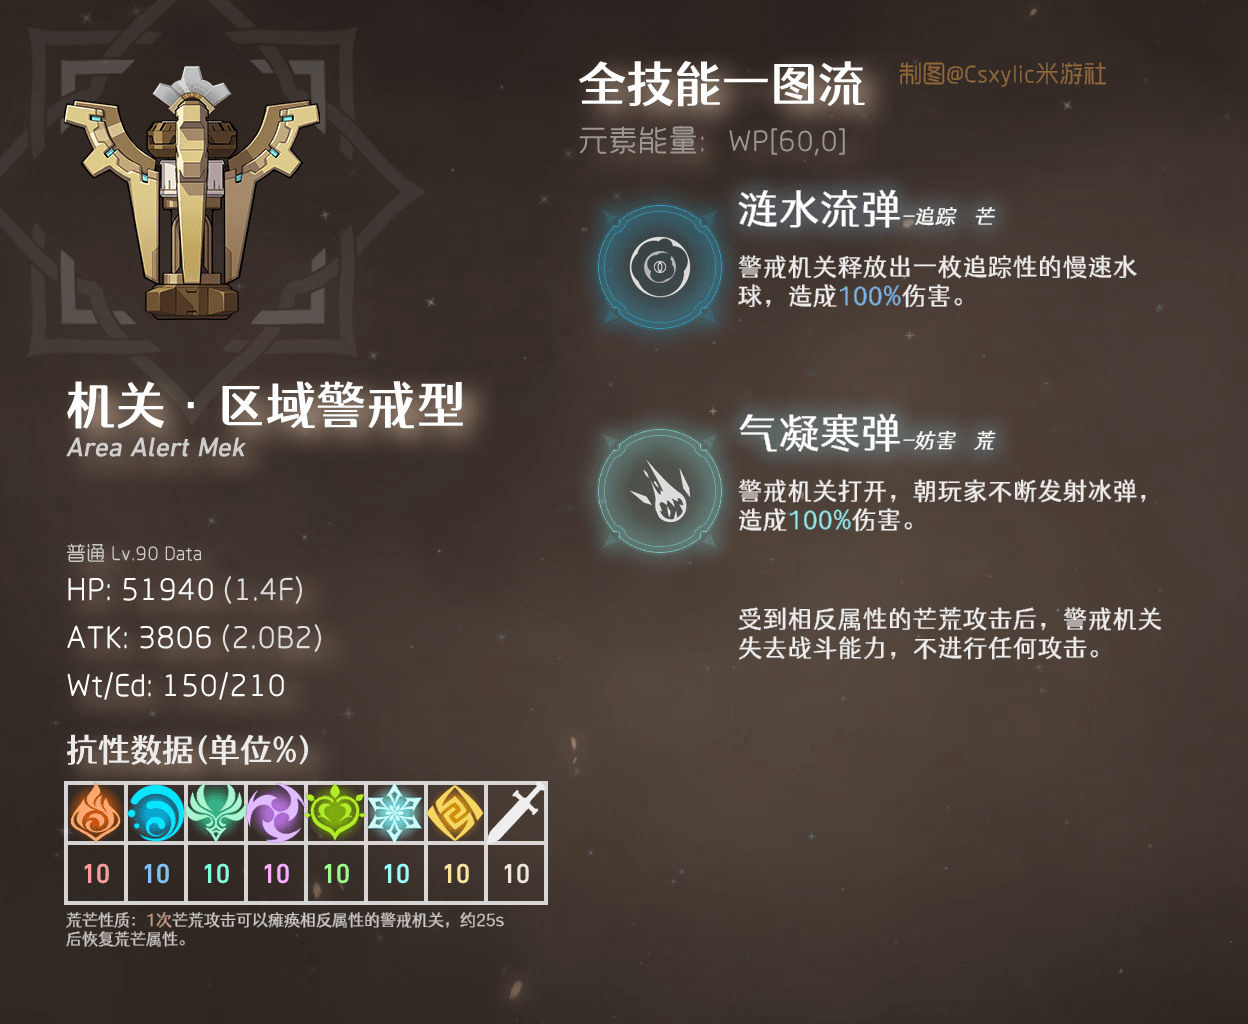 全技能一图流
制图@Csxylic米游社
元素能量： WP[60,0]
涟水流弹-追踪 芒
警戒机关释放出一枚追踪性的慢速水
球，造成100%伤害。
气凝寒弹-妨害 荒
警戒机关打开，朝玩家不断发射冰弹，
造成100%伤害。
受到相反属性的芒荒攻击后，警戒机关
失去战斗能力，不进行任何攻击。
机关·区域警戒型
Area Alert Mek
普通 Lv.90 Data
HP: 51940 (1.4F)
ATK: 3806 (2.0B2)
Wt/Ed: 150/210
抗性数据(单位%)
10 10 10 10 10 10 10 10
荒芒性质：1次芒荒攻击可以瘫痪相反属性的警戒机关，约25s
后恢复荒芒属性。